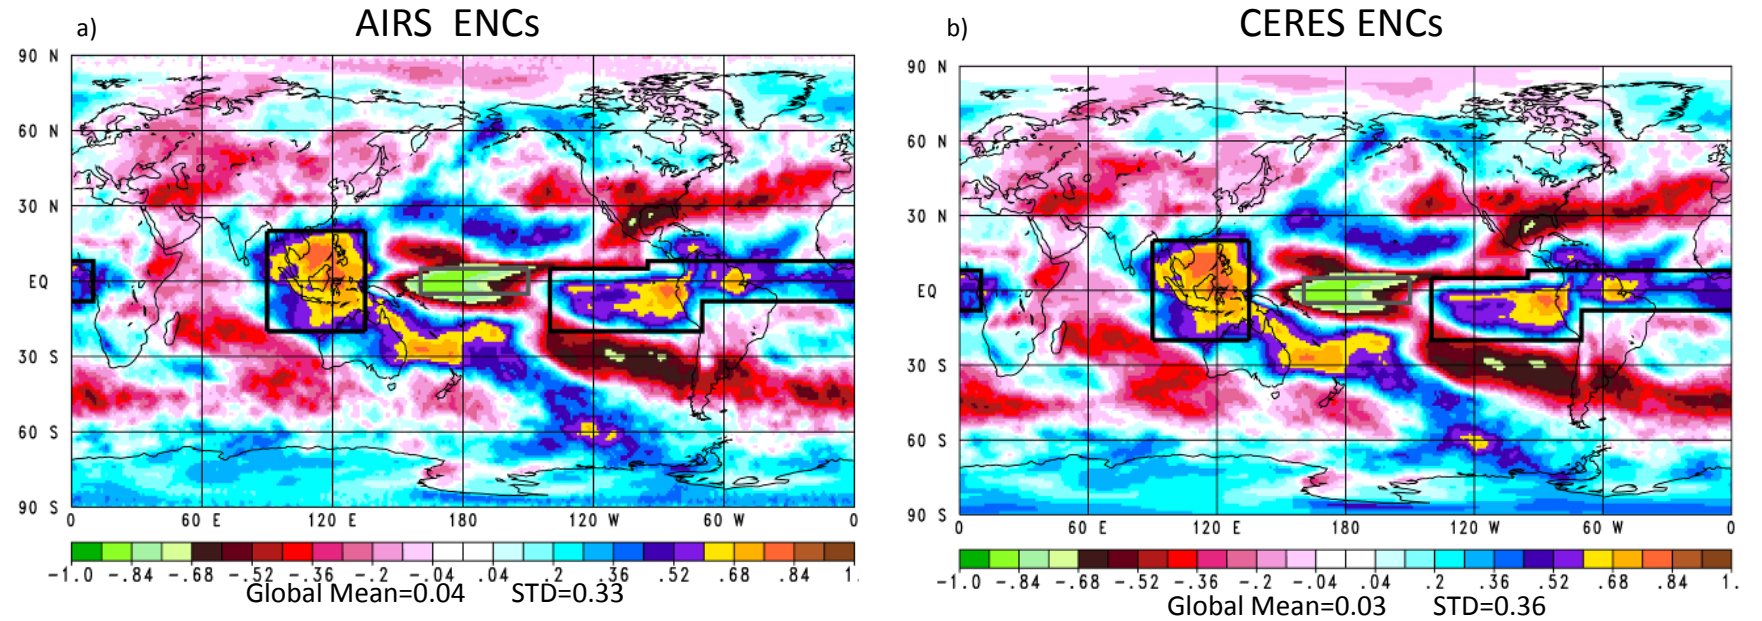 a) AIRS ENCs
90 N
60 N
30 N
EQ
30 S
60 S
90 S
0 60 E 120 E 180 120 W 60 W 0
-1.0 -.84 -.68 -.52 -.36 -.2 -.04 .04 .2 .36 .52 .68 .84 1.
Global Mean=0.04 STD=0.33
b) CERES ENCs
90 N
60 N
30 N
EQ
30 S
60 S
90 S
0 60 E 120 E 180 120 W 60 W 0
-1.0 -.84 -.68 -.52 -.36 -.2 -.04 .04 .2 .36 .52 .68 .84 1.
Global Mean=0.03 STD=0.36